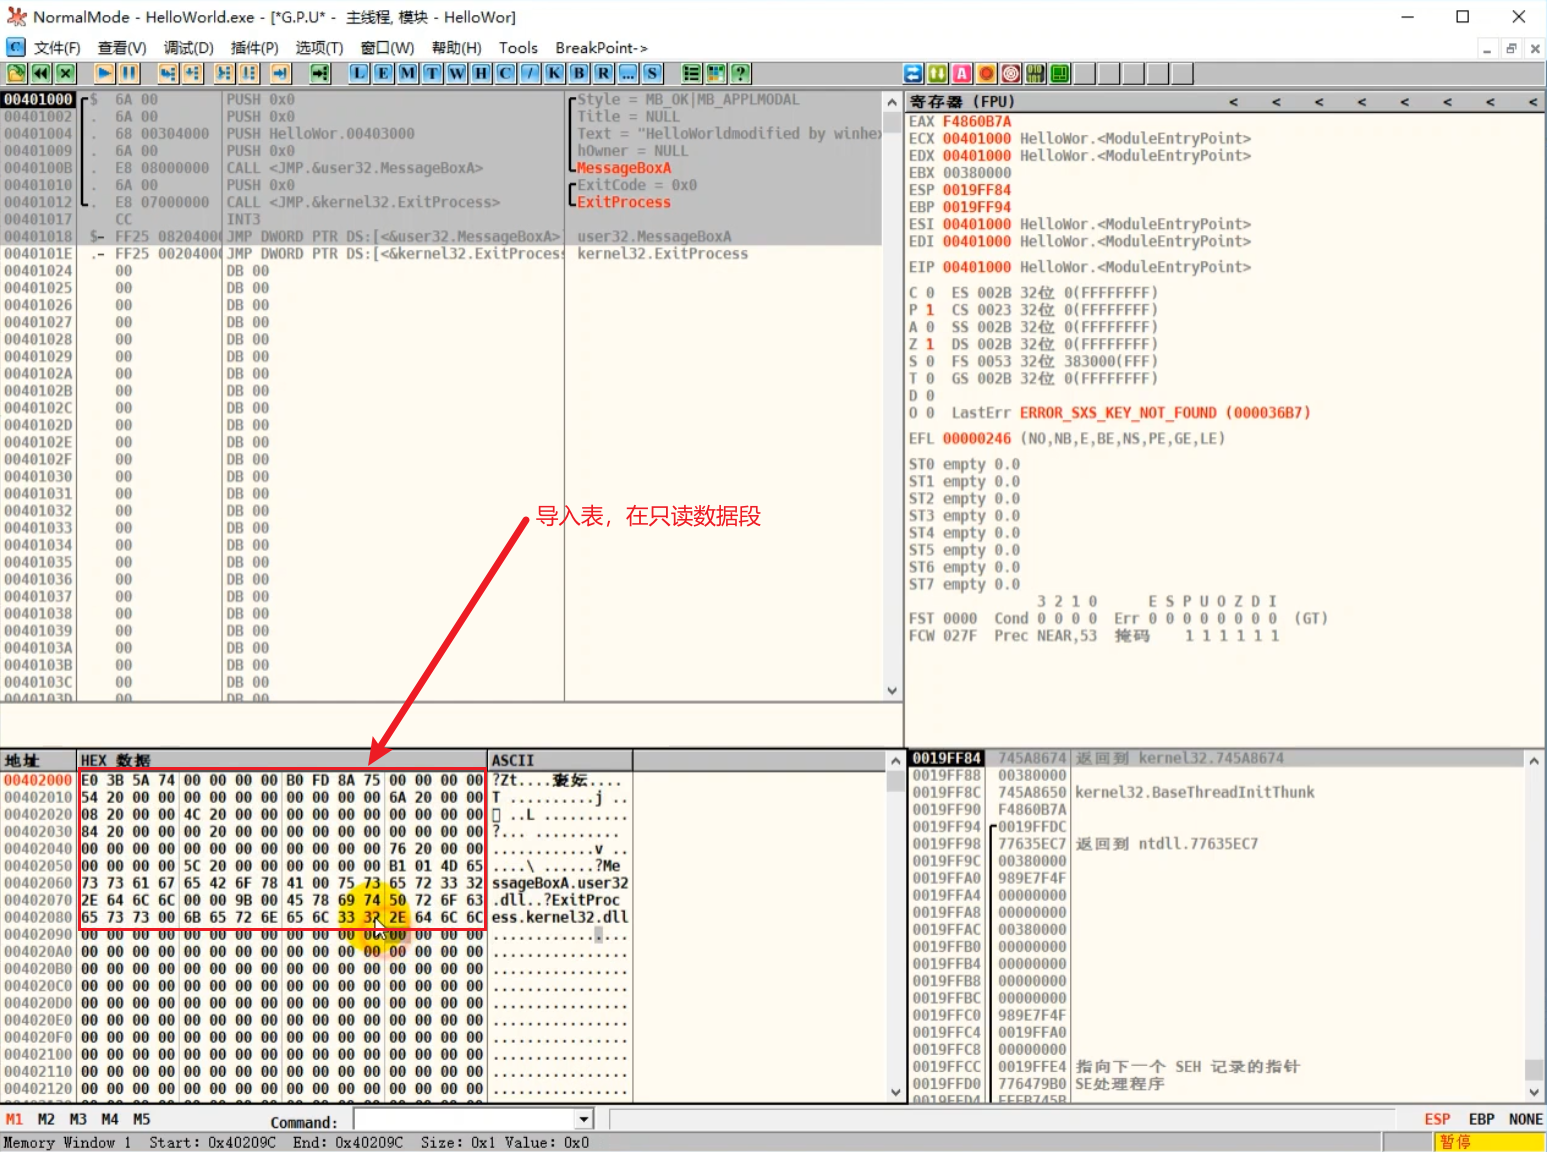 NormalMode - HelloWorld.exe - [*G.P.U* - 主线程, 模块 - HelloWor]
文件(F) 查看(V) 调试(D) 插件(P) 选项(T) 窗口(W) 帮助(H) Tools BreakPoint->
L E M T W H C / K B R ... S ?
00401000 $ 6A 00 PUSH 0x0 Style = MB_OK|MB_APPLMODAL
00401002 . 6A 00 PUSH 0x0 Title = NULL
00401004 . 68 00304000 PUSH HelloWor.00403000 Text = "HelloWorldmodified by winhe
00401009 . 6A 00 PUSH 0x0 hOwner = NULL
0040100B . E8 08000000 CALL <JMP.&user32.MessageBoxA> MessageBoxA
00401010 . 6A 00 PUSH 0x0 ExitCode = 0x0
00401012 . E8 07000000 CALL <JMP.&kernel32.ExitProcess> ExitProcess
00401017 CC INT3
00401018 $- FF25 0820400 JMP DWORD PTR DS:[<&user32.MessageBoxA> user32.MessageBoxA
0040101E .- FF25 0020400 JMP DWORD PTR DS:[<&kernel32.ExitProces kernel32.ExitProcess
00401024 00 DB 00
00401025 00 DB 00
00401026 00 DB 00
00401027 00 DB 00
00401028 00 DB 00
00401029 00 DB 00
0040102A 00 DB 00
0040102B 00 DB 00
0040102C 00 DB 00
0040102D 00 DB 00
0040102E 00 DB 00
0040102F 00 DB 00
00401030 00 DB 00
00401031 00 DB 00
00401032 00 DB 00
00401033 00 DB 00
00401034 00 DB 00
00401035 00 DB 00
00401036 00 DB 00
00401037 00 DB 00
00401038 00 DB 00
00401039 00 DB 00
0040103A 00 DB 00
0040103B 00 DB 00
0040103C 00 DB 00
0040103D 00 DB 00
导入表，在只读数据段
寄存器 (FPU) < < < < < < < <
EAX F4860B7A
ECX 00401000 HelloWor.<ModuleEntryPoint>
EDX 00401000 HelloWor.<ModuleEntryPoint>
EBX 00380000
ESP 0019FF84
EBP 0019FF94
ESI 00401000 HelloWor.<ModuleEntryPoint>
EDI 00401000 HelloWor.<ModuleEntryPoint>
EIP 00401000 HelloWor.<ModuleEntryPoint>
C 0 ES 002B 32位 0(FFFFFFFF)
P 1 CS 0023 32位 0(FFFFFFFF)
A 0 SS 002B 32位 0(FFFFFFFF)
Z 1 DS 002B 32位 0(FFFFFFFF)
S 0 FS 0053 32位 383000(FFF)
T 0 GS 002B 32位 0(FFFFFFFF)
D 0
O 0 LastErr ERROR_SXS_KEY_NOT_FOUND (000036B7)
EFL 00000246 (NO,NB,E,BE,NS,PE,GE,LE)
ST0 empty 0.0
ST1 empty 0.0
ST2 empty 0.0
ST3 empty 0.0
ST4 empty 0.0
ST5 empty 0.0
ST6 empty 0.0
ST7 empty 0.0
3 2 1 0 E S P U O Z D I
FST 0000 Cond 0 0 0 0 Err 0 0 0 0 0 0 0 0 (GT)
FCW 027F Prec NEAR,53 掩码 1 1 1 1 1 1
地址 HEX 数据 ASCII
00402000 E0 3B 5A 74 00 00 00 00 B0 FD 8A 75 00 00 00 00 ?Zt....褒妘....
00402010 54 20 00 00 00 00 00 00 00 00 00 00 6A 20 00 00 T ..........j ..
00402020 08 20 00 00 4C 20 00 00 00 00 00 00 00 00 00 00 ..L ..........
00402030 84 20 00 00 00 20 00 00 00 00 00 00 00 00 00 00 ?... ..........
00402040 00 00 00 00 00 00 00 00 00 00 00 00 76 20 00 00 ............v ..
00402050 00 00 00 00 5C 20 00 00 00 00 00 00 B1 01 4D 65 ....\ ......?Me
00402060 73 73 61 67 65 42 6F 78 41 00 75 73 65 72 33 32 ssageBoxA.user32
00402070 2E 64 6C 6C 00 00 9B 00 45 78 69 74 50 72 6F 63 .dll..?ExitProc
00402080 65 73 73 00 6B 65 72 6E 65 6C 33 32 2E 64 6C 6C ess.kernel32.dll
00402090 00 00 00 00 00 00 00 00 00 00 00 00 00 00 00 00 ................
004020A0 00 00 00 00 00 00 00 00 00 00 00 00 00 00 00 00 ................
004020B0 00 00 00 00 00 00 00 00 00 00 00 00 00 00 00 00 ................
004020C0 00 00 00 00 00 00 00 00 00 00 00 00 00 00 00 00 ................
004020D0 00 00 00 00 00 00 00 00 00 00 00 00 00 00 00 00 ................
004020E0 00 00 00 00 00 00 00 00 00 00 00 00 00 00 00 00 ................
004020F0 00 00 00 00 00 00 00 00 00 00 00 00 00 00 00 00 ................
00402100 00 00 00 00 00 00 00 00 00 00 00 00 00 00 00 00 ................
00402110 00 00 00 00 00 00 00 00 00 00 00 00 00 00 00 00 ................
00402120 00 00 00 00 00 00 00 00 00 00 00 00 00 00 00 00 ................
0019FF84 745A8674 返回到 kernel32.745A8674
0019FF88 00380000
0019FF8C 745A8650 kernel32.BaseThreadInitThunk
0019FF90 F4860B7A
0019FF94 0019FFDC
0019FF98 77635EC7 返回到 ntdll.77635EC7
0019FF9C 00380000
0019FFA0 989E7F4F
0019FFA4 00000000
0019FFA8 00000000
0019FFAC 00380000
0019FFB0 00000000
0019FFB4 00000000
0019FFB8 00000000
0019FFBC 00000000
0019FFC0 989E7F4F
0019FFC4 0019FFA0
0019FFC8 00000000
0019FFCC 0019FFE4 指向下一个 SEH 记录的指针
0019FFD0 776479B0 SE处理程序
0019FFD4 FFFB745B
M1 M2 M3 M4 M5 Command: ESP EBP NONE
Memory Window 1 Start: 0x40209C End: 0x40209C Size: 0x1 Value: 0x0 暂停